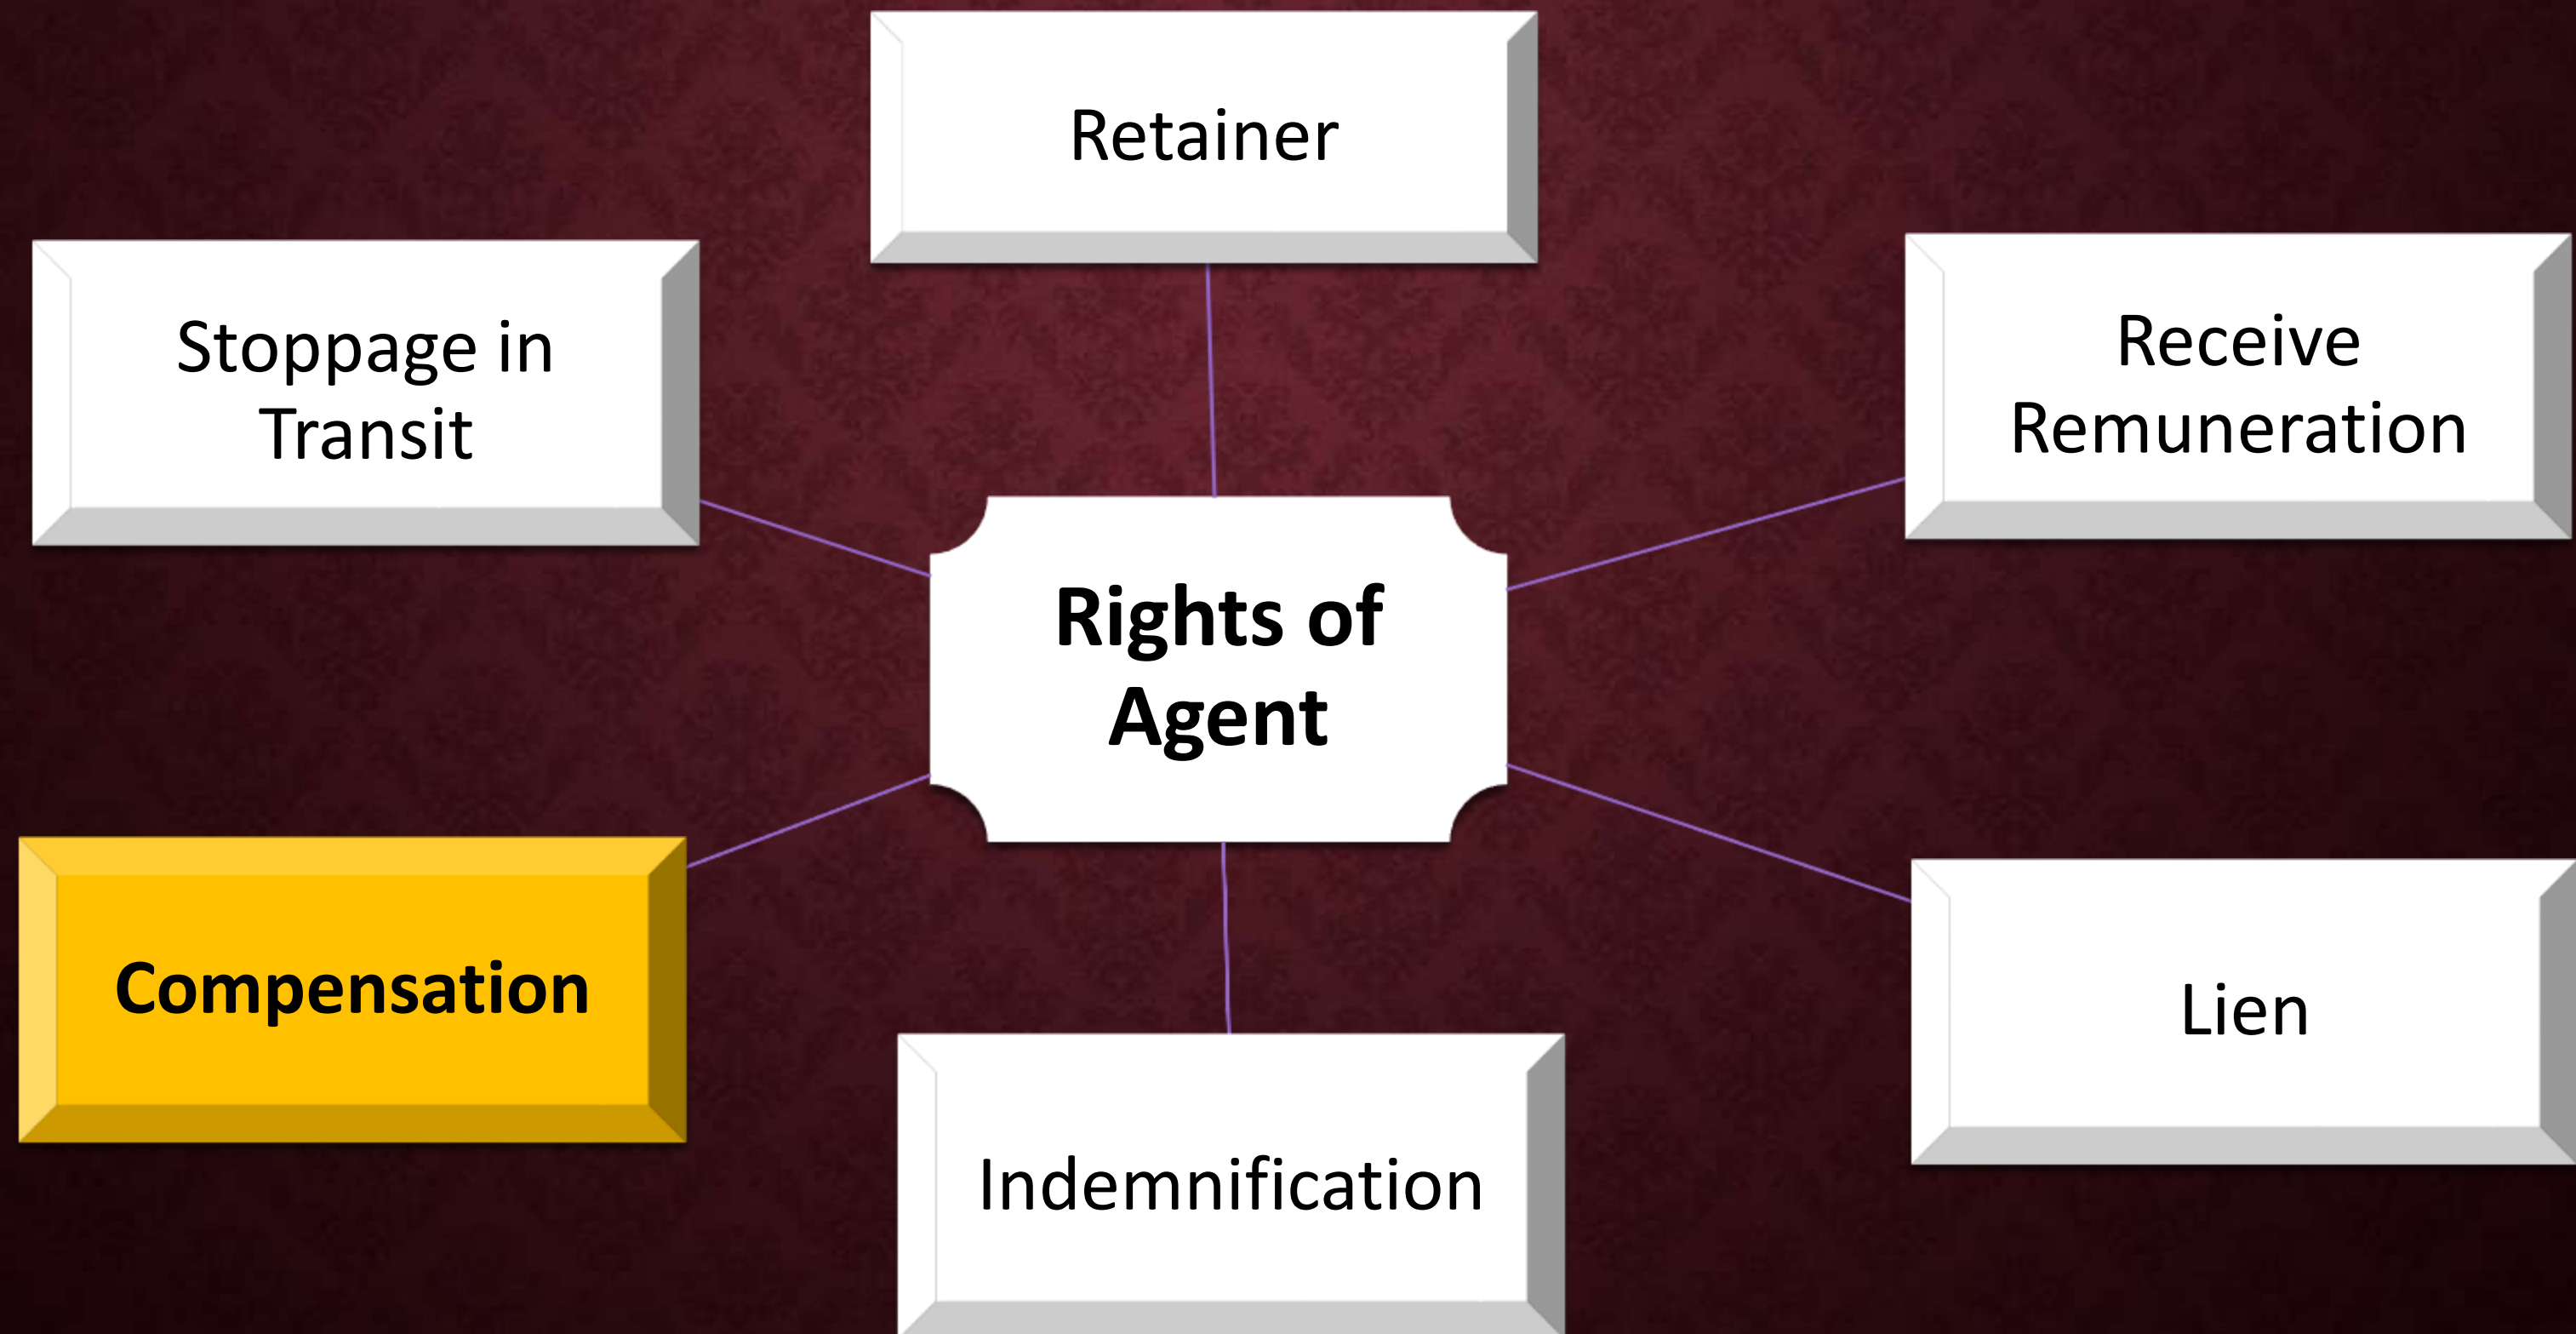 Retainer
Stoppage in
Transit
Receive
Remuneration
Rights of
Agent
Compensation
Lien
Indemnification